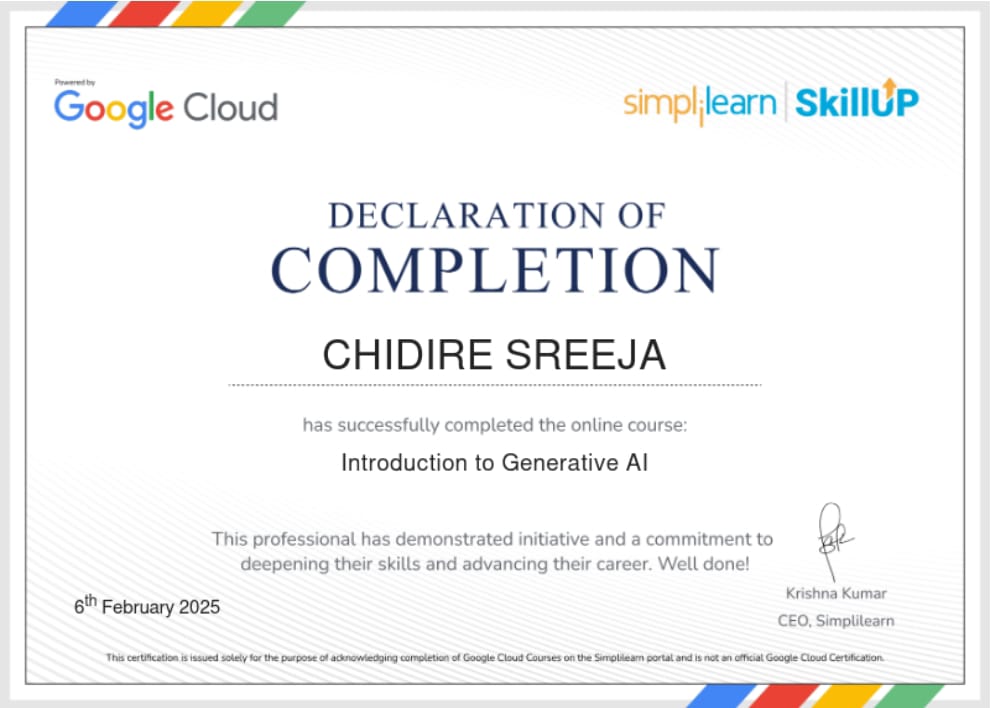 Powered by
Google Cloud
simplilearn | SkillUP
DECLARATION OF
COMPLETION
CHIDIRE SREEJA
has successfully completed the online course:
Introduction to Generative AI
This professional has demonstrated initiative and a commitment to
deepening their skills and advancing their career. Well done!
Krishna Kumar
CEO, Simplilearn
6th February 2025
This certification is issued solely for the purpose of acknowledging completion of Google Cloud Courses on the Simplilearn portal and is not an official Google Cloud Certification.